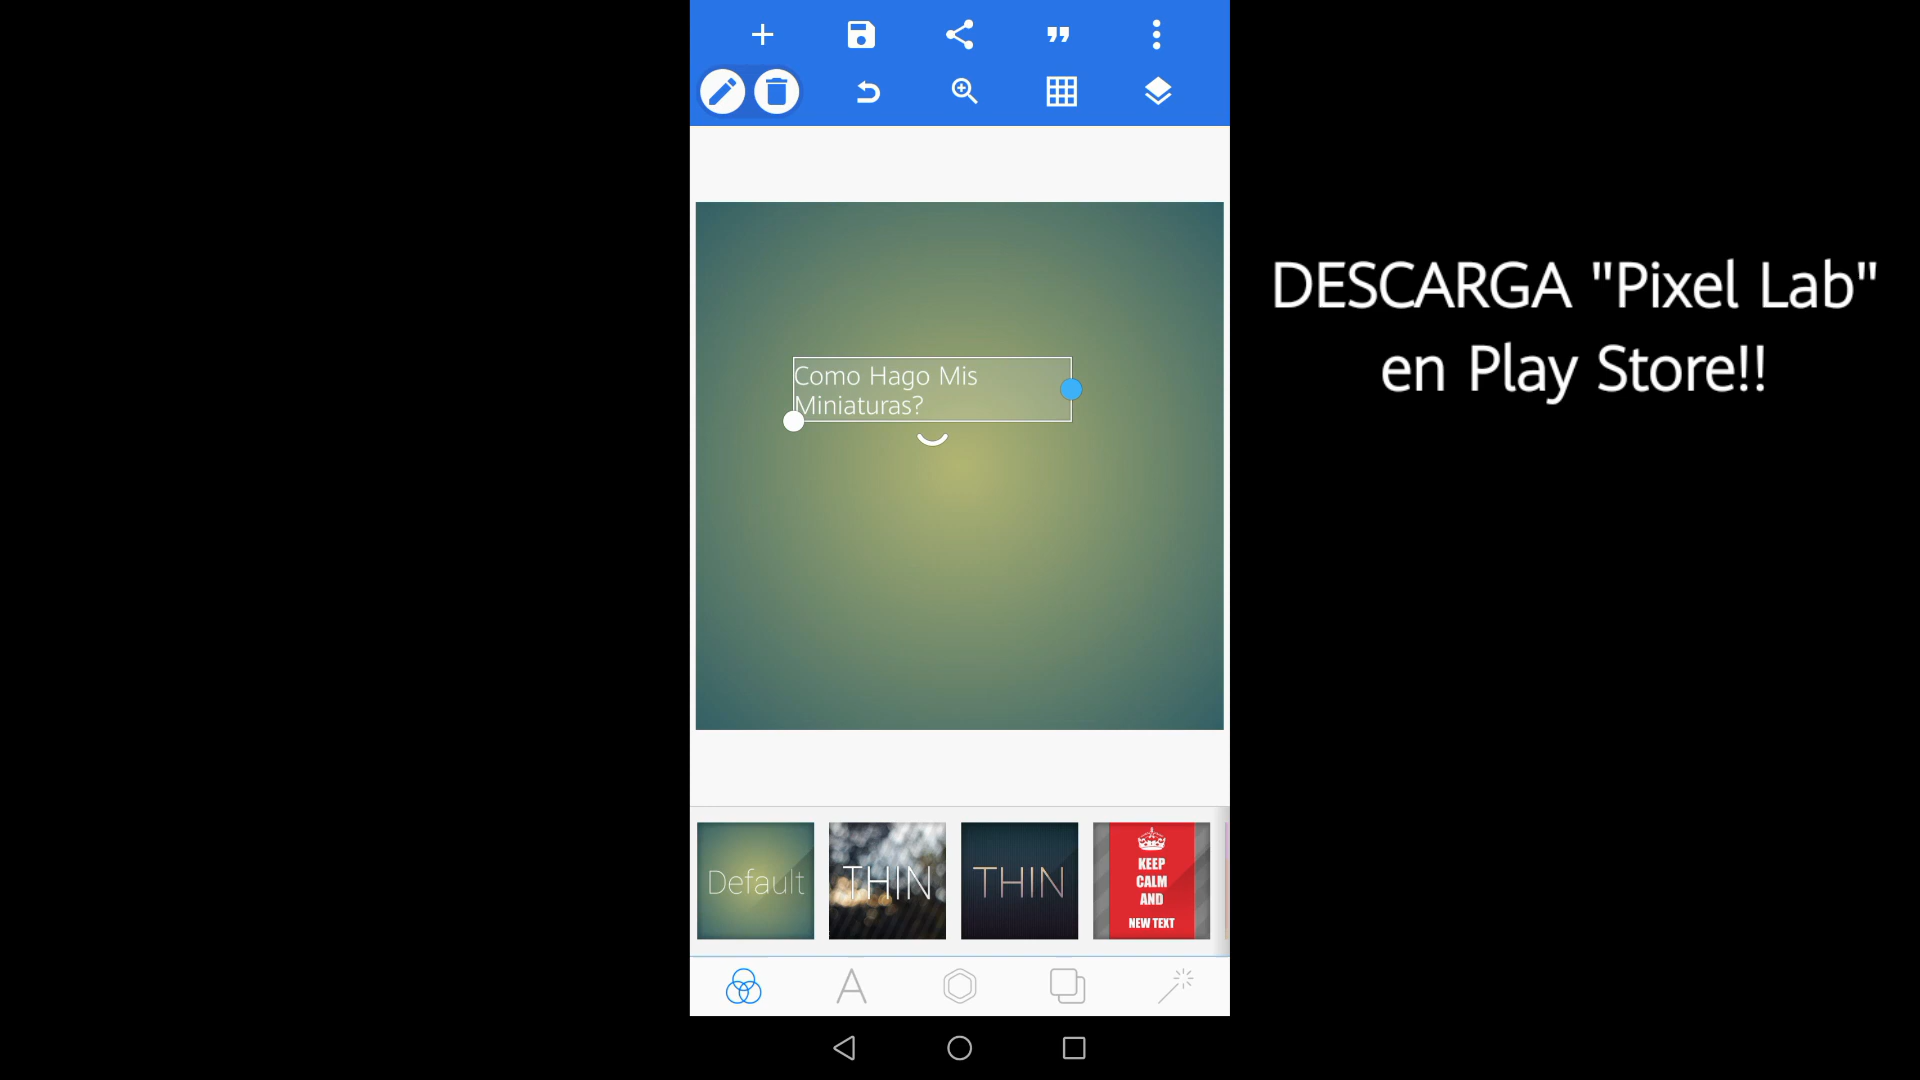 Como Hago Mis
Miniaturas?
DESCARGA "Pixel Lab"
en Play Store!!
Default
THIN
THIN
KEEP
CALM
AND
NEW TEXT